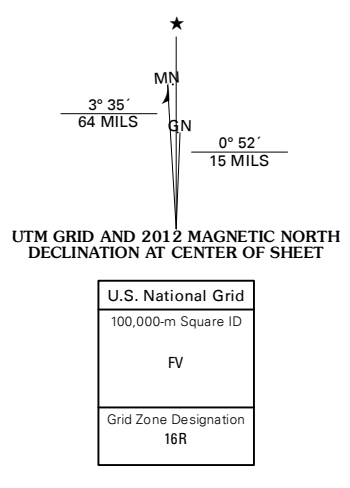 MN
3° 35´
64 MILS
GN
0° 52´
15 MILS
UTM GRID AND 2012 MAGNETIC NORTH
DECLINATION AT CENTER OF SHEET
U.S. National Grid
100,000-m Square ID
FV
Grid Zone Designation
16R